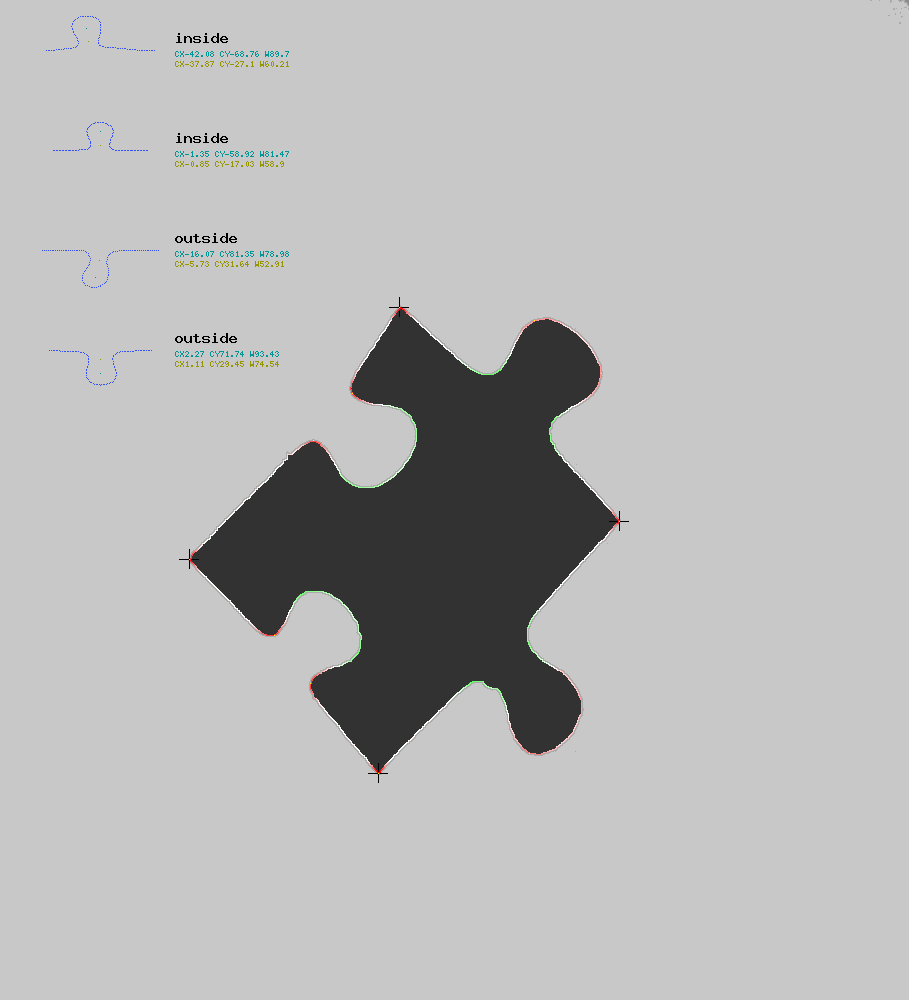 inside
CX-42.08 CY-68.76 W89.7
CX-37.87 CY-27.1 W60.21
inside
CX-1.35 CY-58.92 W81.47
CX-0.85 CY-17.03 W58.9
outside
CX-16.07 CY81.35 W78.98
CX-5.73 CY31.64 W52.91
outside
CX2.27 CY71.74 W93.43
CX1.11 CY29.45 W74.54